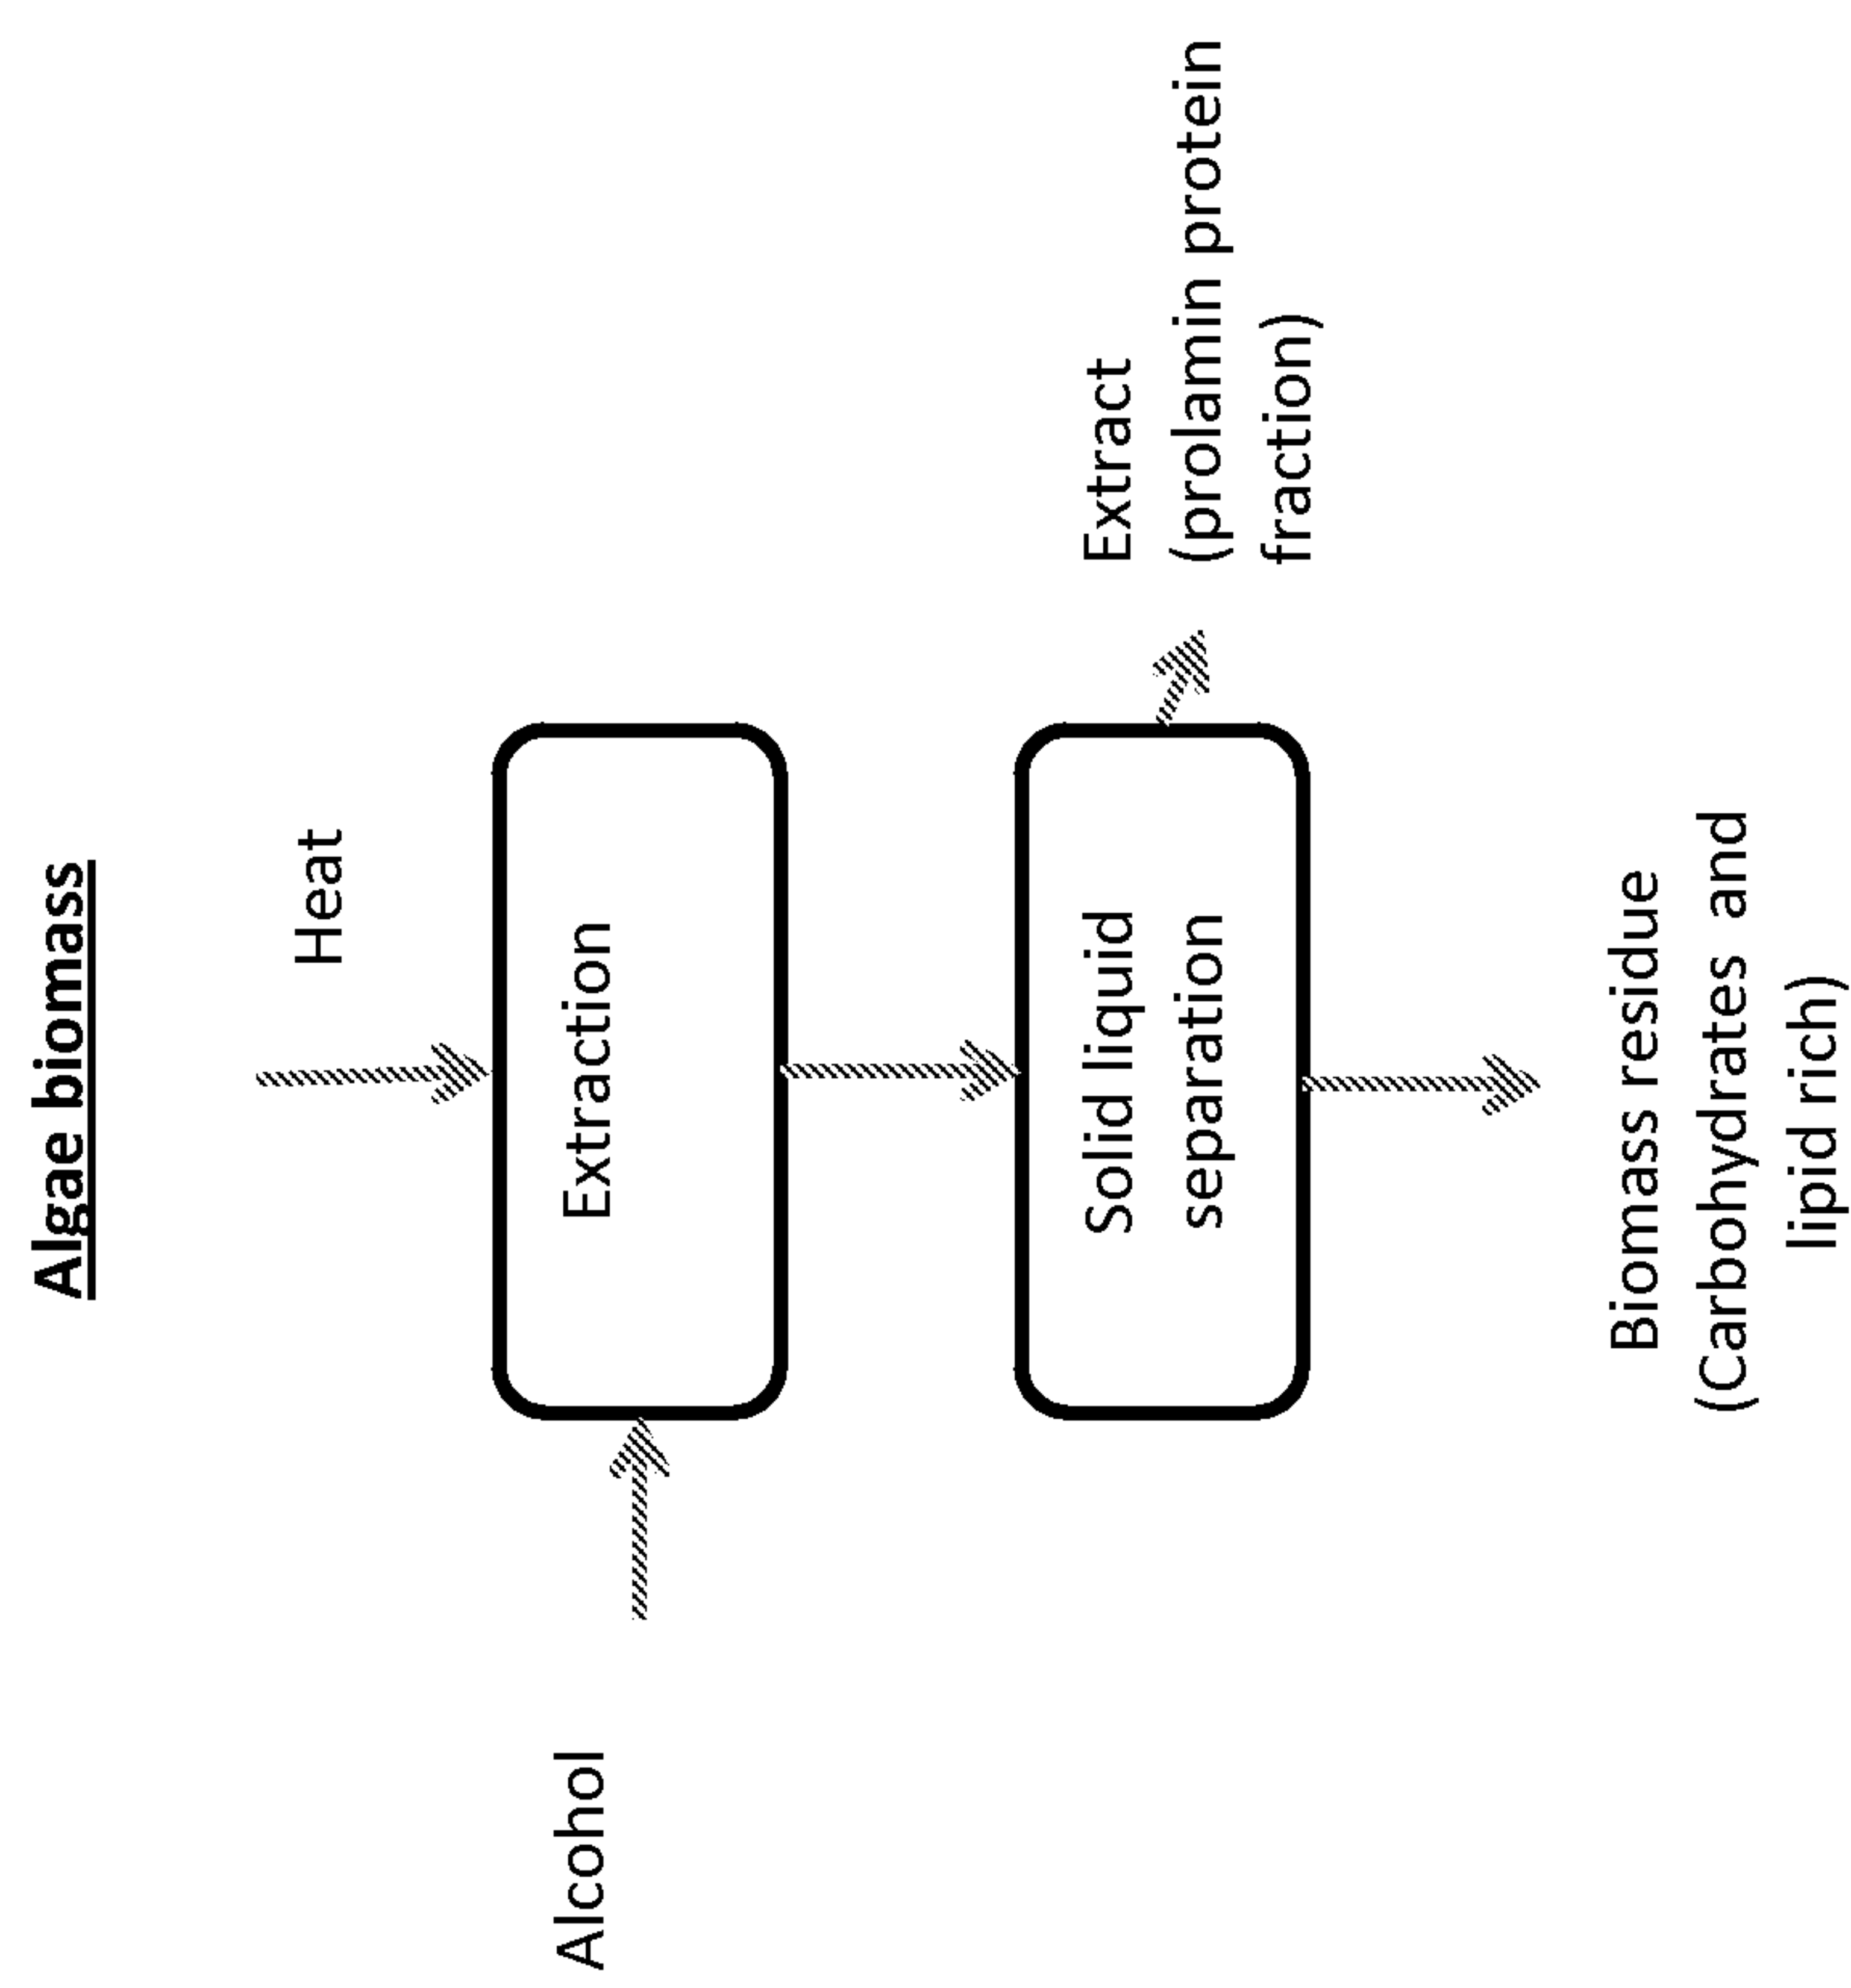 Algae biomass
Heat
Alcohol
Extraction
Solid liquid
separation
Extract
(prolamin protein
fraction)
Biomass residue
(Carbohydrates and
lipid rich)